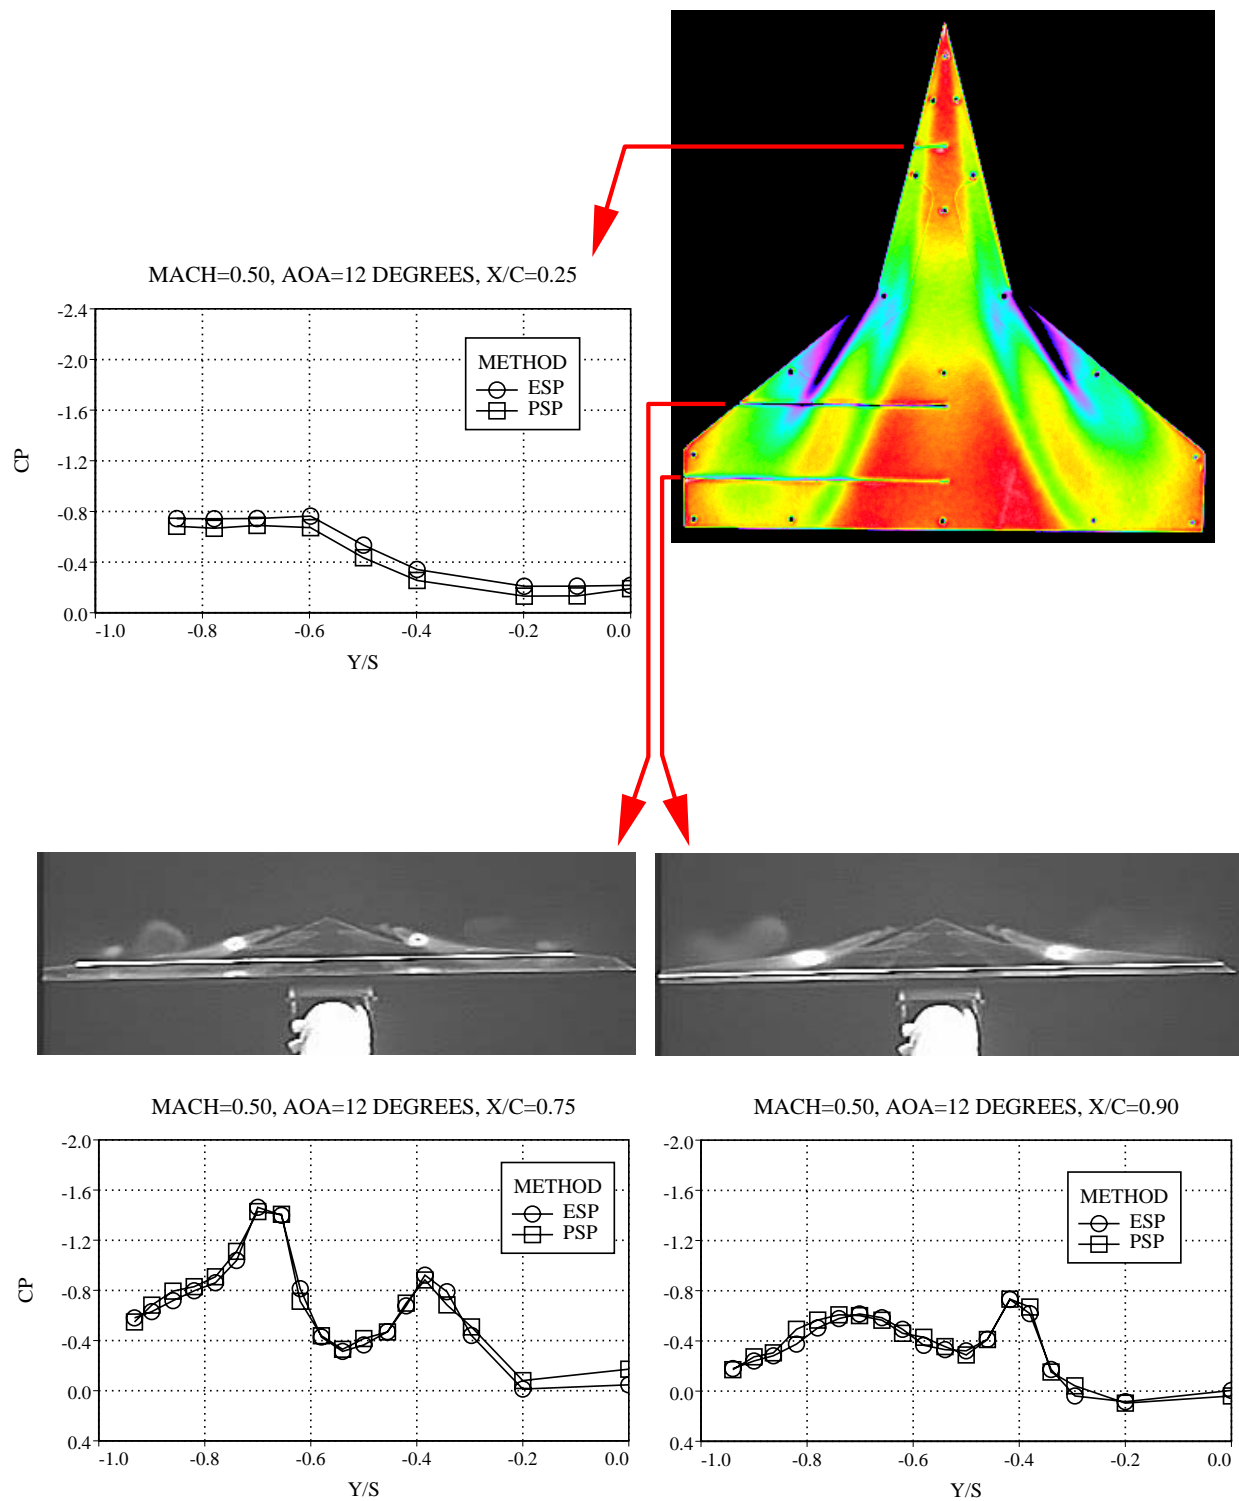 MACH=0.50, AOA=12 DEGREES, X/C=0.25
-2.4
-2.0
-1.6
-1.2
-0.8
-0.4
0.0
CP
METHOD
ESP
PSP
-1.0 -0.8 -0.6 -0.4 -0.2 0.0
Y/S
MACH=0.50, AOA=12 DEGREES, X/C=0.75
-2.0
-1.6
-1.2
-0.8
-0.4
0.0
0.4
CP
METHOD
ESP
PSP
-1.0 -0.8 -0.6 -0.4 -0.2 0.0
Y/S
MACH=0.50, AOA=12 DEGREES, X/C=0.90
-2.0
-1.6
-1.2
-0.8
-0.4
0.0
0.4
METHOD
ESP
PSP
-1.0 -0.8 -0.6 -0.4 -0.2 0.0
Y/S